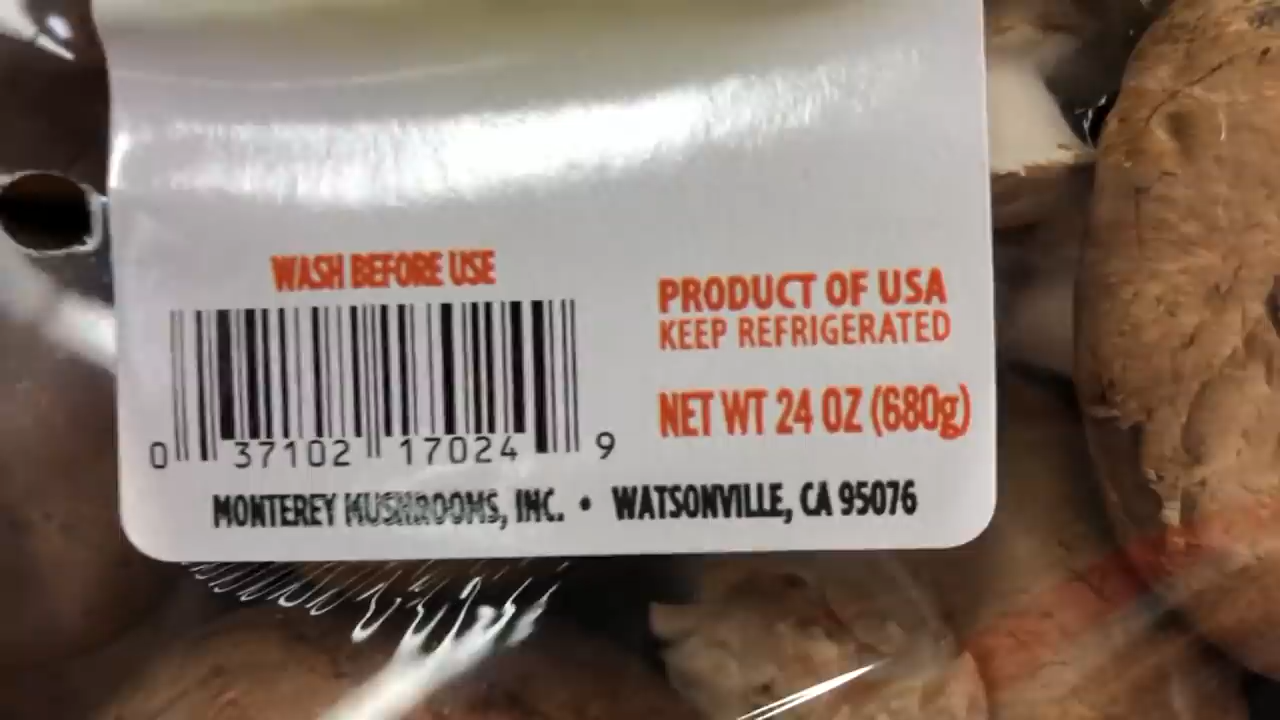 WASH BEFORE USE
0 37102 17024 9
PRODUCT OF USA
KEEP REFRIGERATED
NET WT 24 OZ (680g)
MONTEREY MUSHROOMS, INC. • WATSONVILLE, CA 95076